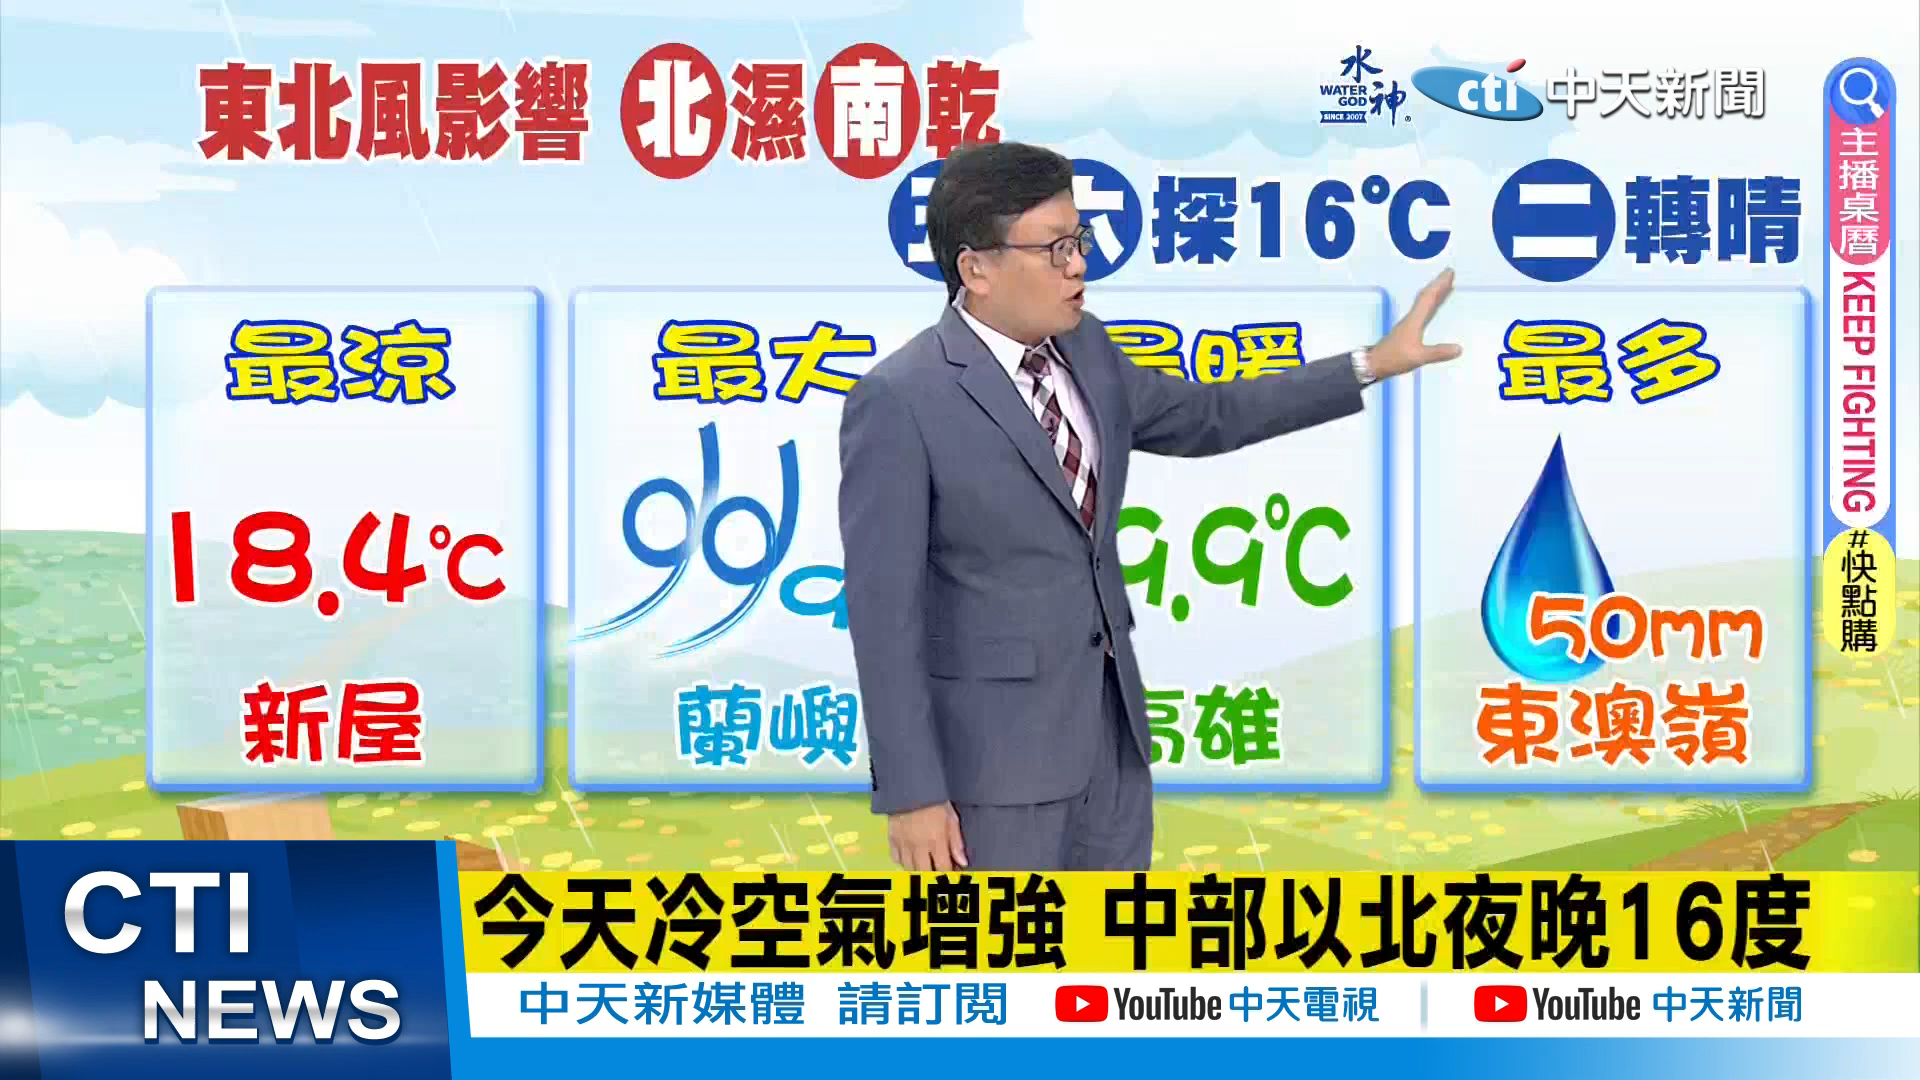 東北風影響 北濕南乾
六探16℃ 二轉晴
水神
WATER GOD
SINCE 2007
cti 中天新聞
主播桌曆 KEEP FIGHTING #快點購
最涼
18.4℃
新屋
最大
蘭嶼
最暖
9.9℃
高雄
最多
50mm
東澳嶺
CTI NEWS
今天冷空氣增強 中部以北夜晚16度
中天新媒體 請訂閱 YouTube 中天電視 | YouTube 中天新聞